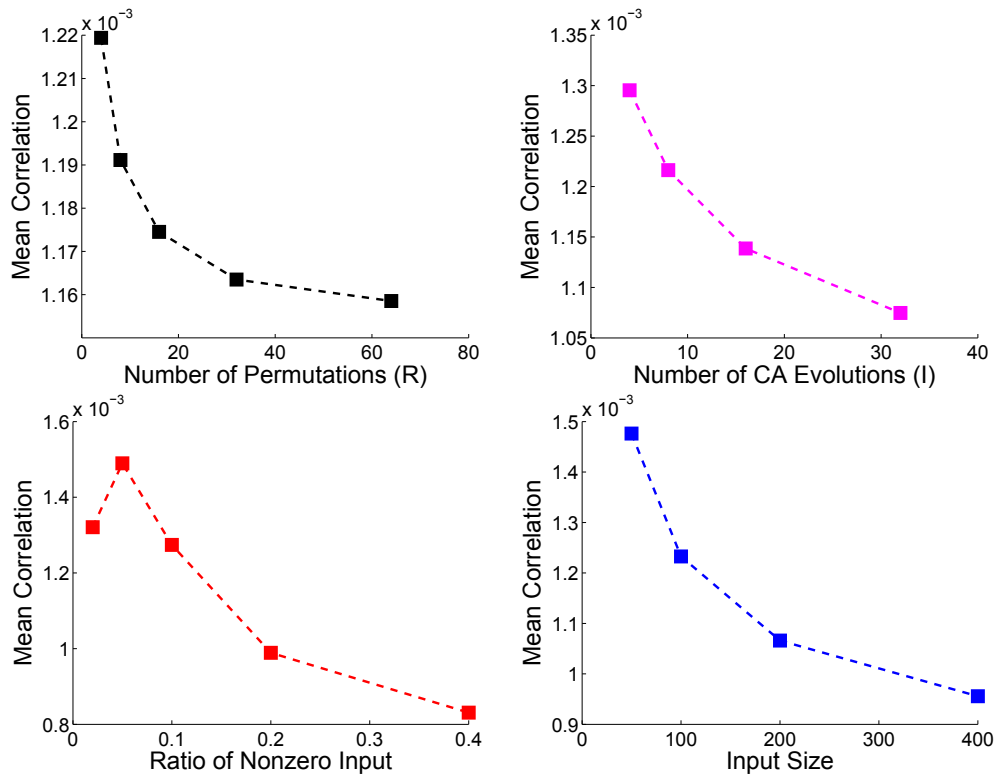 x 10⁻³
1.22
1.21
1.2
1.19
1.18
1.17
1.16
Mean Correlation
0 20 40 60 80
Number of Permutations (R)
x 10⁻³
1.35
1.3
1.25
1.2
1.15
1.1
1.05
Mean Correlation
0 10 20 30 40
Number of CA Evolutions (I)
x 10⁻³
1.6
1.4
1.2
1
0.8
Mean Correlation
0 0.1 0.2 0.3 0.4
Ratio of Nonzero Input
x 10⁻³
1.5
1.4
1.3
1.2
1.1
1
0.9
Mean Correlation
0 100 200 300 400
Input Size